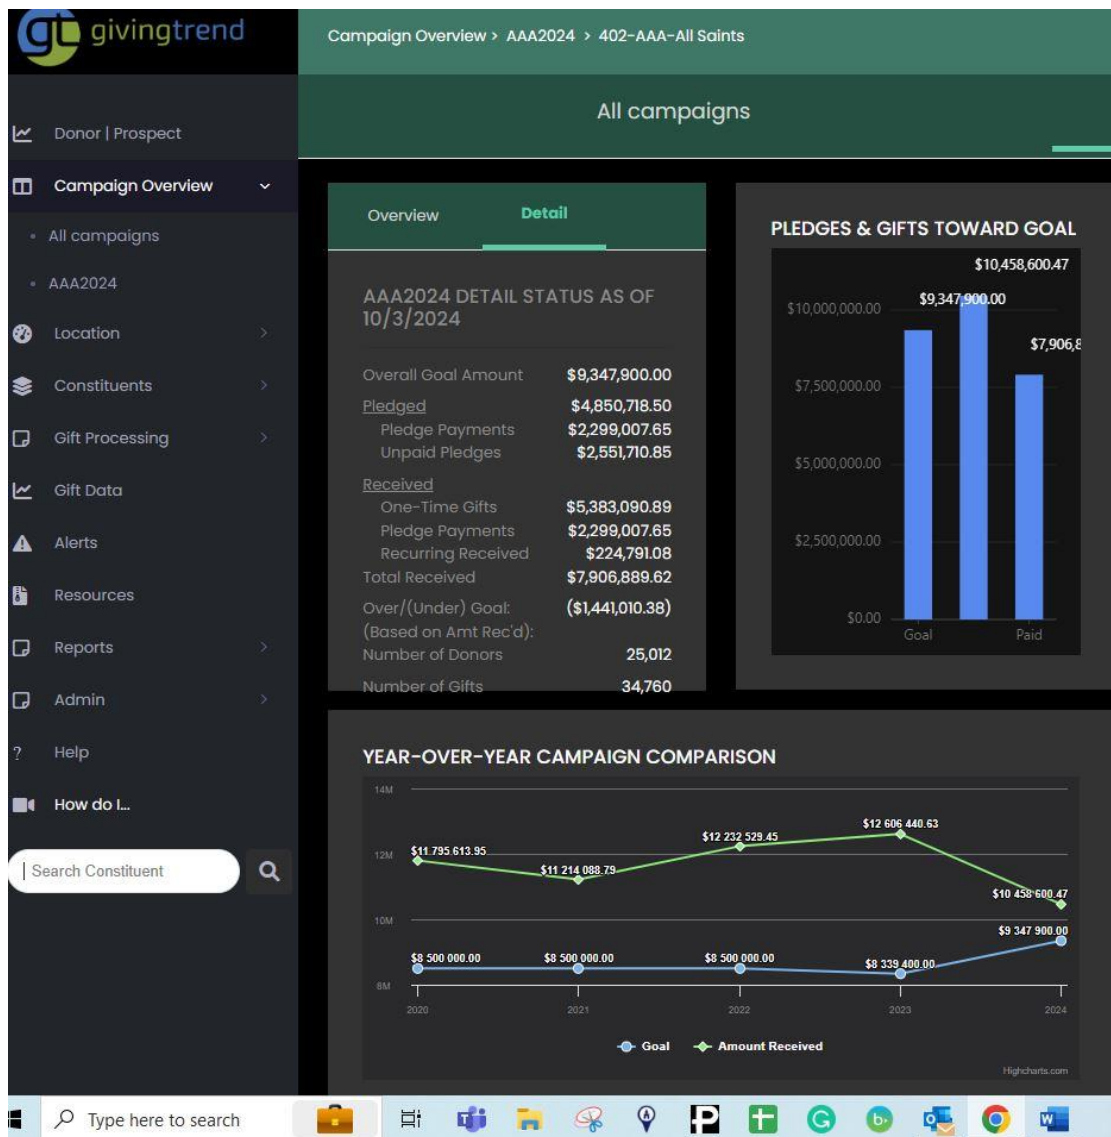 givingtrend
Campaign Overview > AAA2024 > 402-AAA-All Saints
All campaigns
Donor | Prospect
Campaign Overview
All campaigns
AAA2024
Location
Constituents
Gift Processing
Gift Data
Alerts
Resources
Reports
Admin
? Help
How do I...
Search Constituent
Overview Detail
AAA2024 DETAIL STATUS AS OF
10/3/2024
Overall Goal Amount $9,347,900.00
Pledged $4,850,718.50
Pledge Payments $2,299,007.65
Unpaid Pledges $2,551,710.85
Received
One-Time Gifts $5,383,090.89
Pledge Payments $2,299,007.65
Recurring Received $224,791.08
Total Received $7,906,889.62
Over/(Under) Goal: ($1,441,010.38)
(Based on Amt Rec'd):
Number of Donors 25,012
Number of Gifts 34,760
PLEDGES & GIFTS TOWARD GOAL
$10,458,600.47
$10,000,000.00 $9,347,900.00
$7,906,8
$7,500,000.00
$5,000,000.00
$2,500,000.00
$0.00
Goal Paid
YEAR-OVER-YEAR CAMPAIGN COMPARISON
14M
$12 606 440.63
$12 232 529.45
12M $11 795 613.95
$11 214 088.79
$10 458 600.47
10M
$9 347 900.00
$8 500 000.00 $8 500 000.00 $8 500 000.00 $8 339 400.00
8M
2020 2021 2022 2023 2024
Goal Amount Received
Highcharts.com
Type here to search